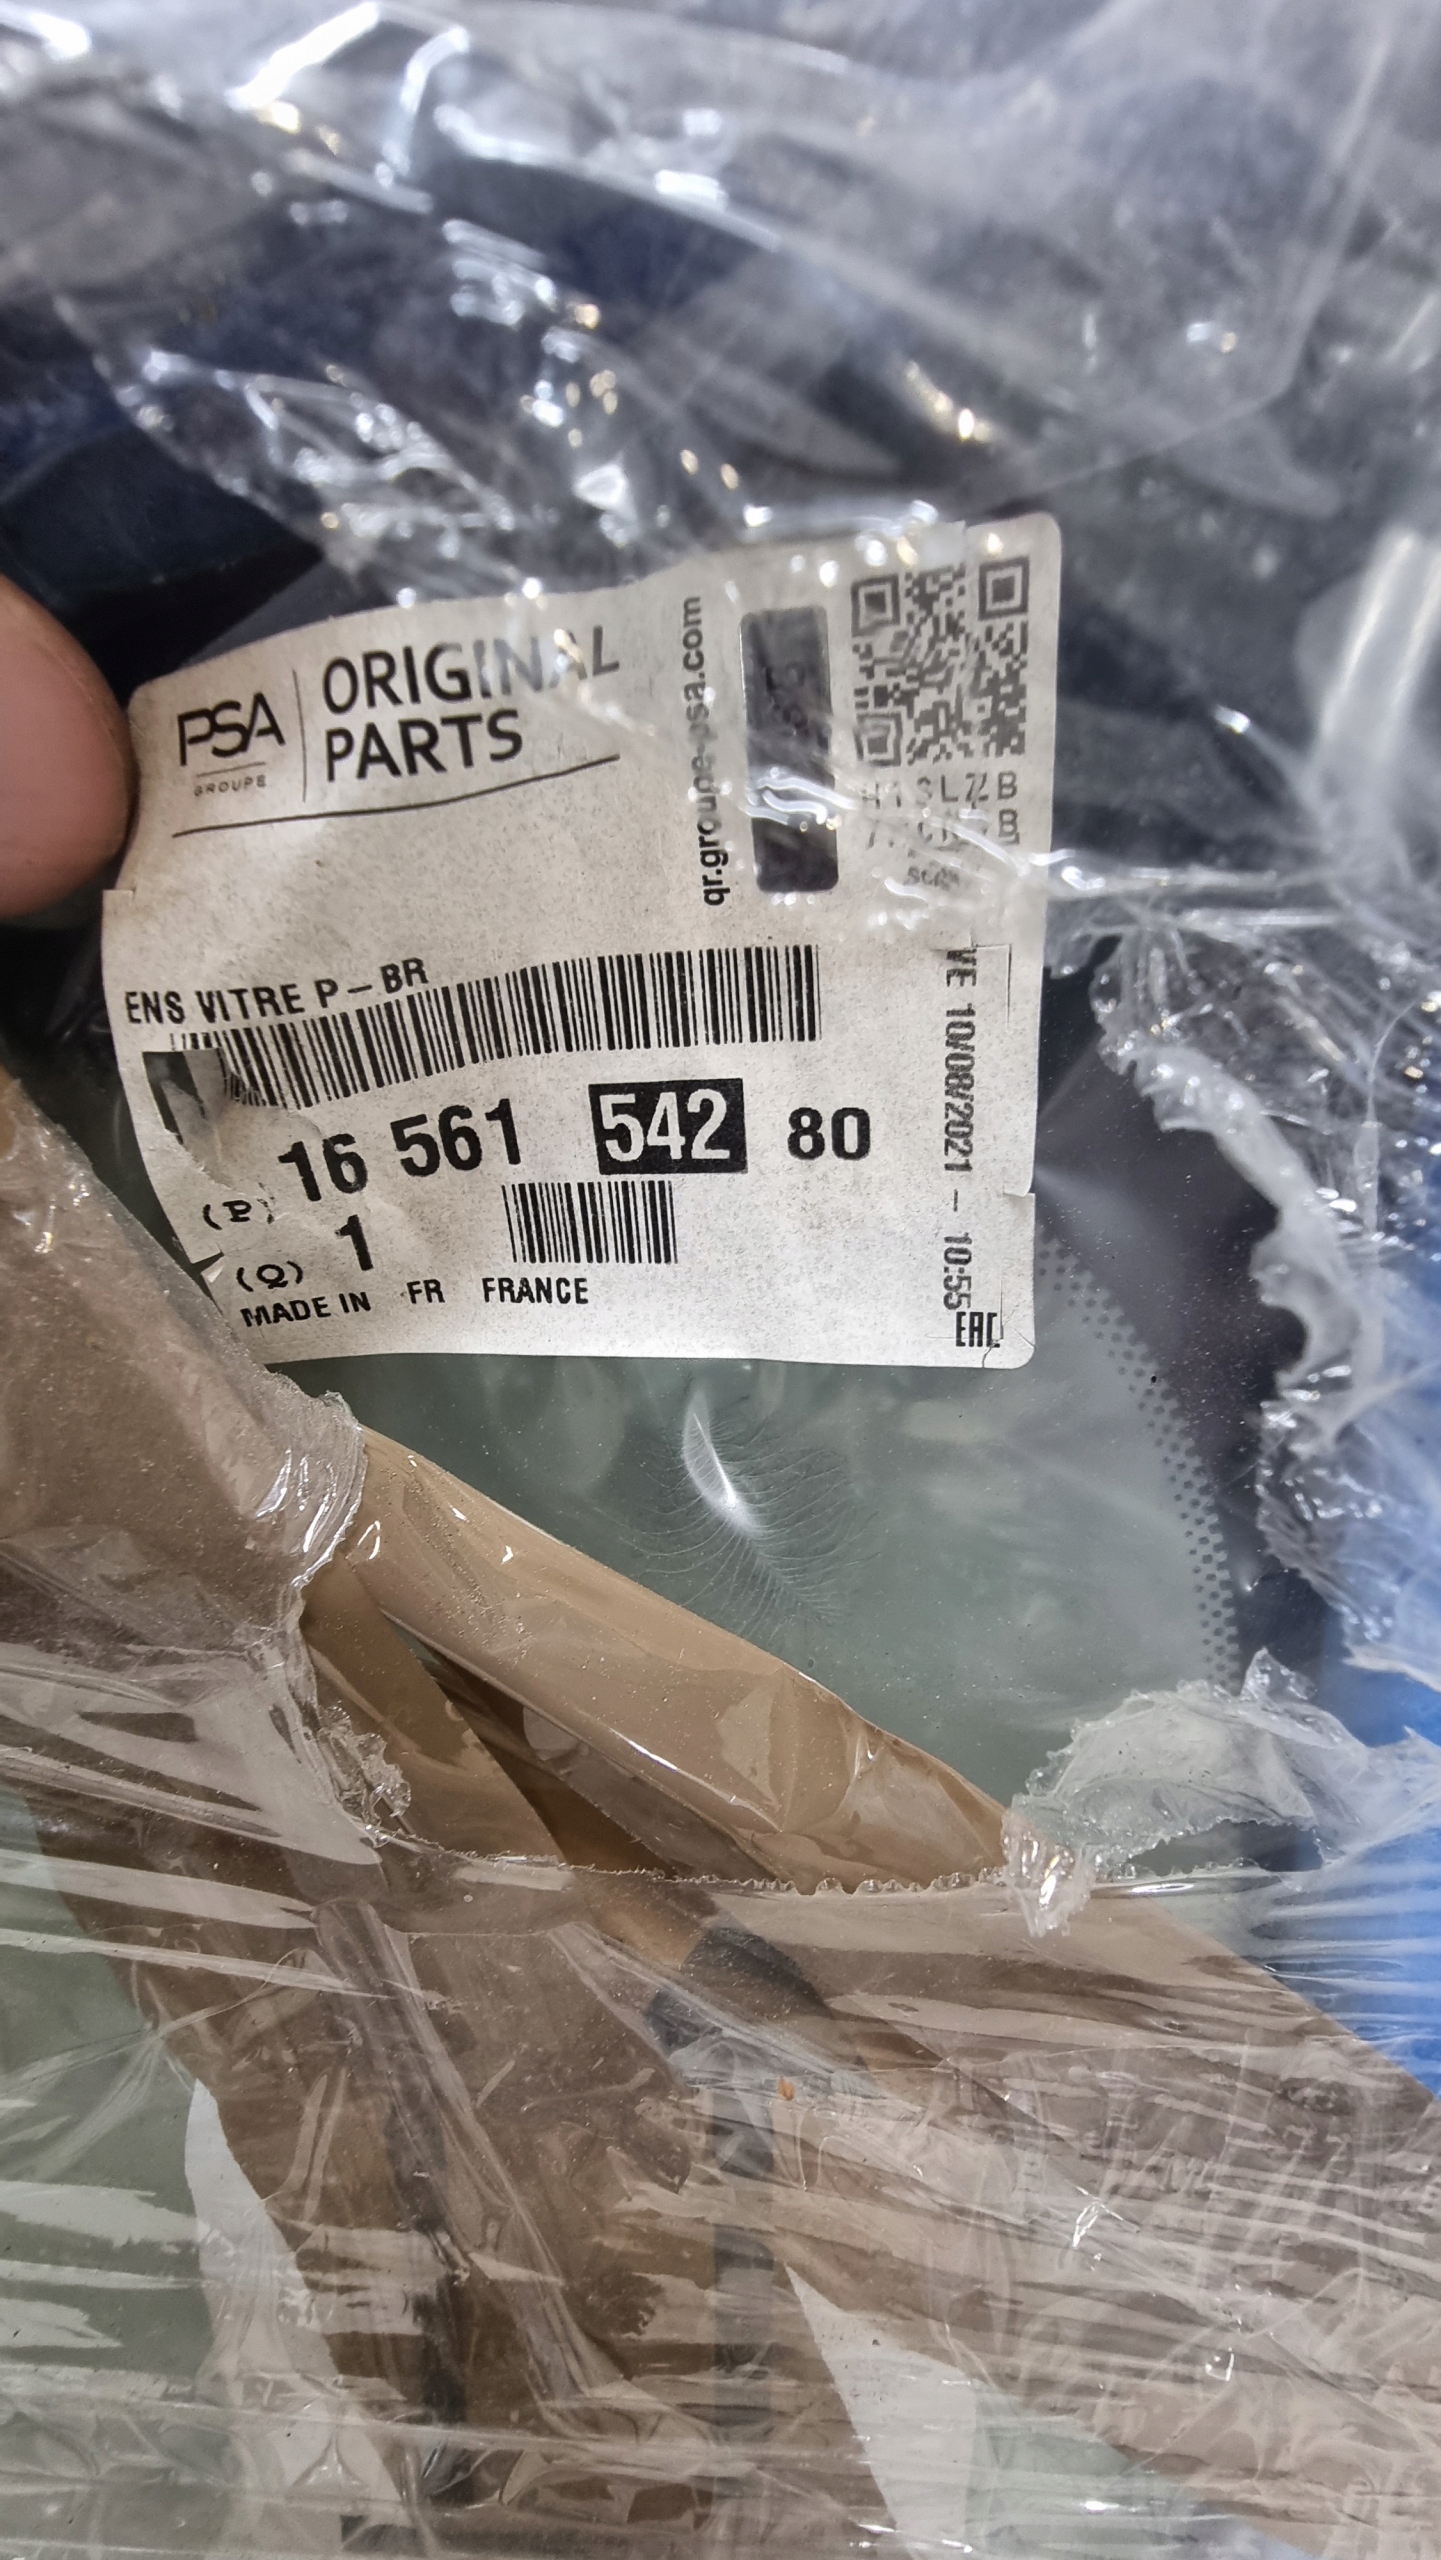 PSA
GROUPE
ORIGINAL
PARTS
qr.groupe-psa.com
ENS VITRE P-BR
(P) 16 561 542 80
(Q) 1
MADE IN FR FRANCE
VE 10/08/2021 - 10:55
EAC